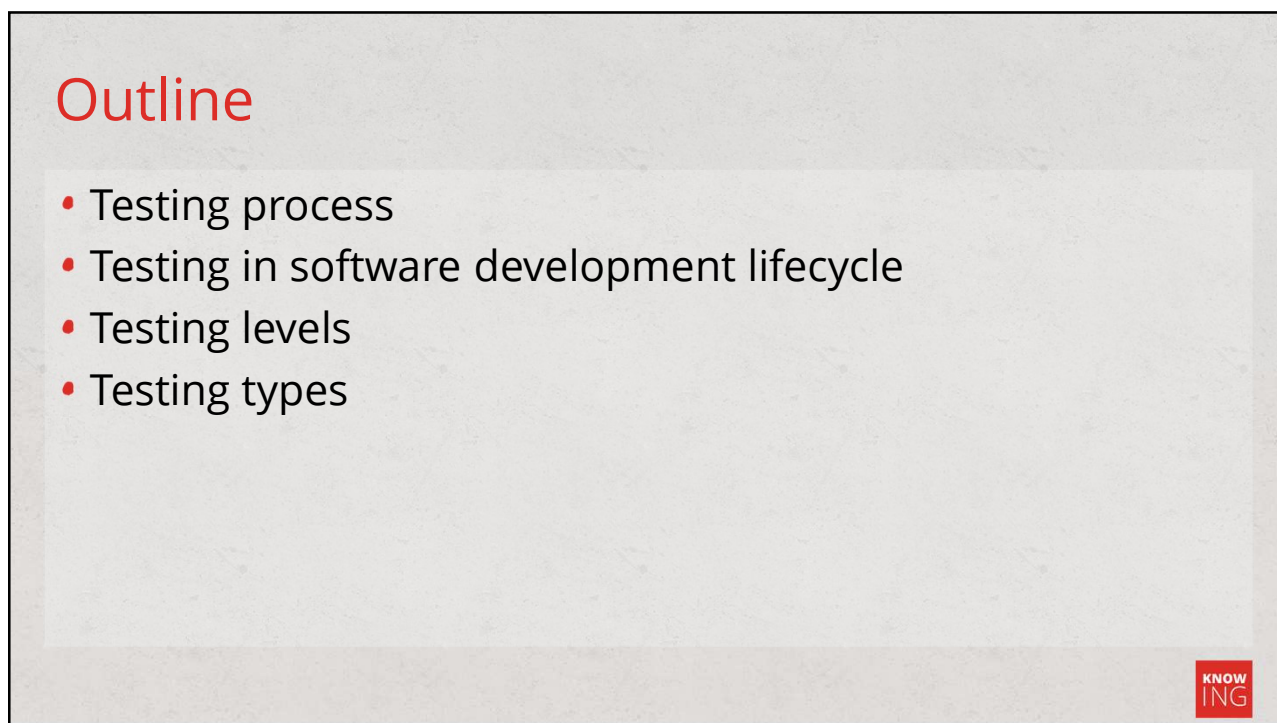 Outline
• Testing process
• Testing in software development lifecycle
• Testing levels
• Testing types
KNOW
ING